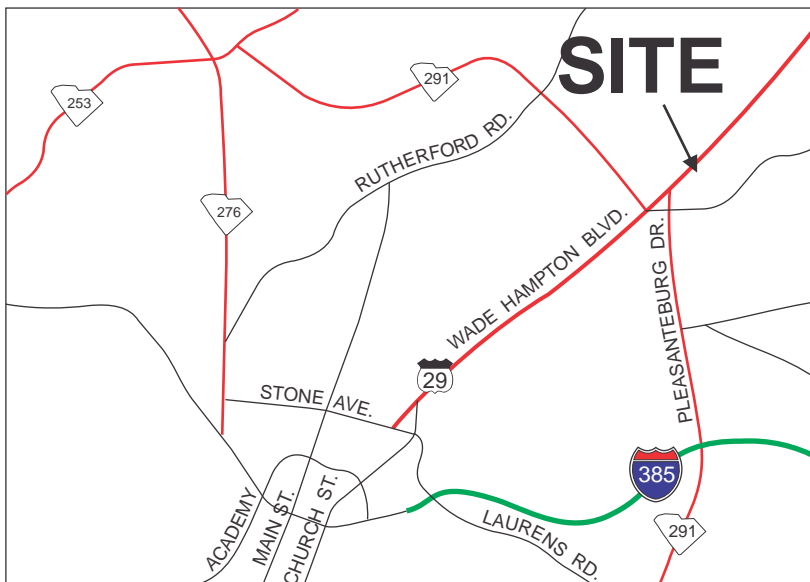 SITE
253
291
RUTHERFORD RD.
276
WADE HAMPTON BLVD.
PLEASANTEBURG DR.
29
STONE AVE.
385
ACADEMY
MAIN ST.
CHURCH ST.
LAURENS RD.
291